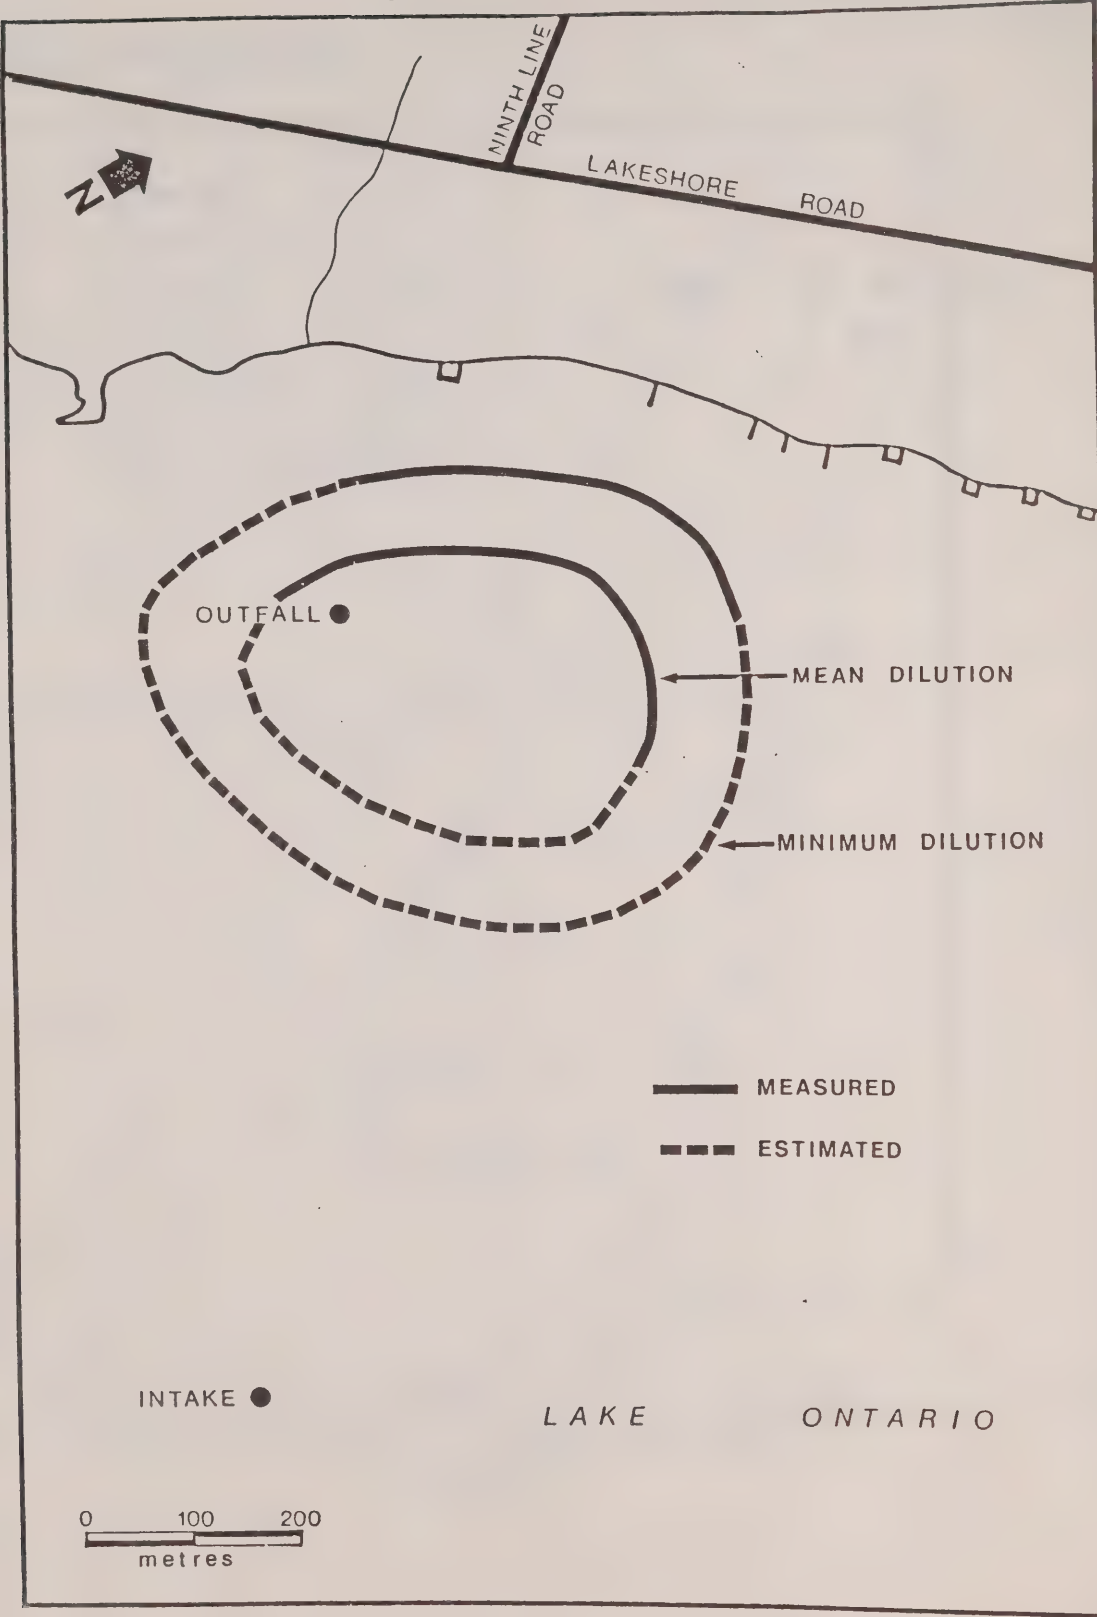 NINTH LINE
ROAD
LAKESHORE ROAD
N
OUTFALL
MEAN DILUTION
MINIMUM DILUTION
MEASURED
ESTIMATED
INTAKE
LAKE ONTARIO
0 100 200
metres